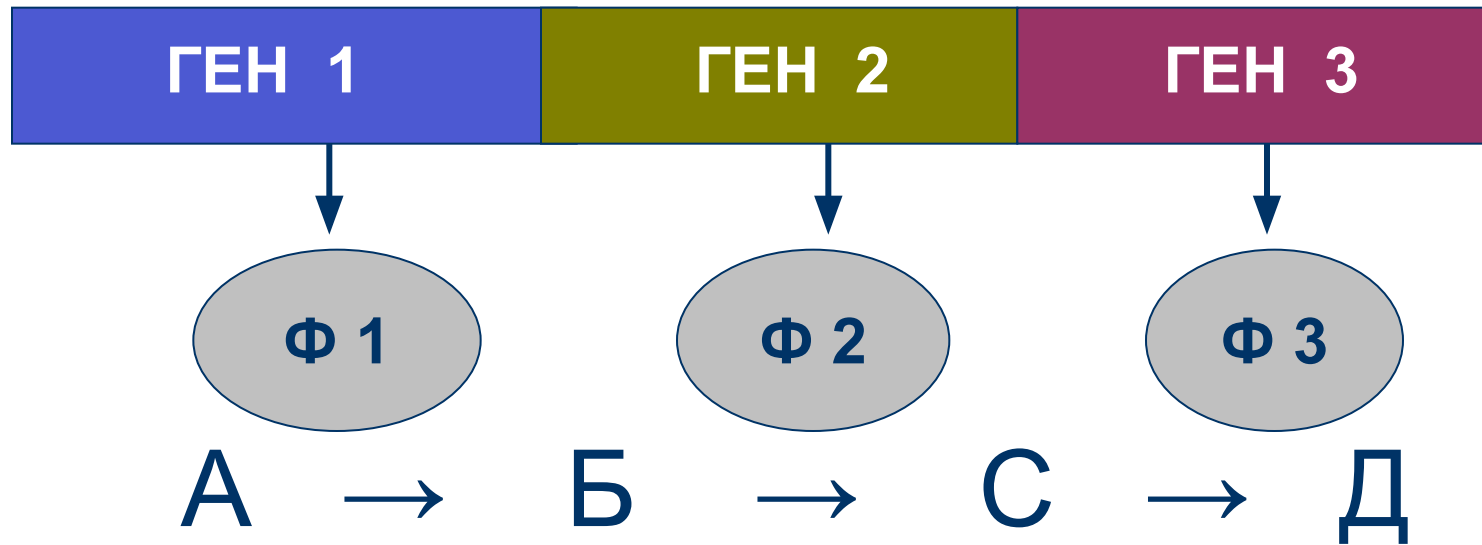 ГЕН 1 ГЕН 2 ГЕН 3
Ф 1 Ф 2 Ф 3
А → Б → С → Д